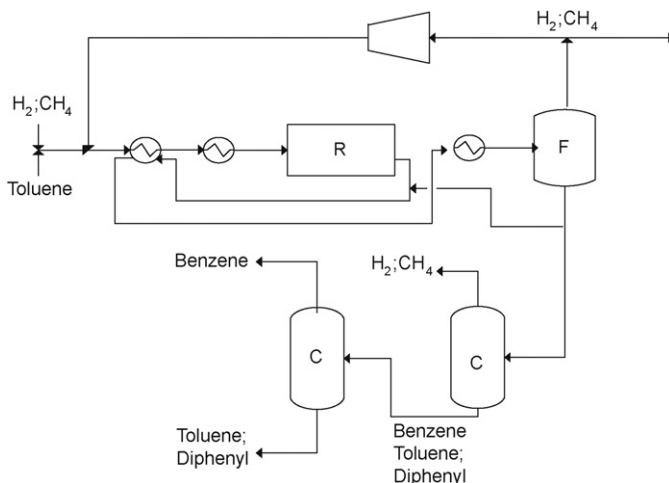 H₂;CH₄
H₂;CH₄
Toluene
R
F
Benzene
H₂;CH₄
C
C
Toluene;
Diphenyl
Benzene
Toluene;
Diphenyl